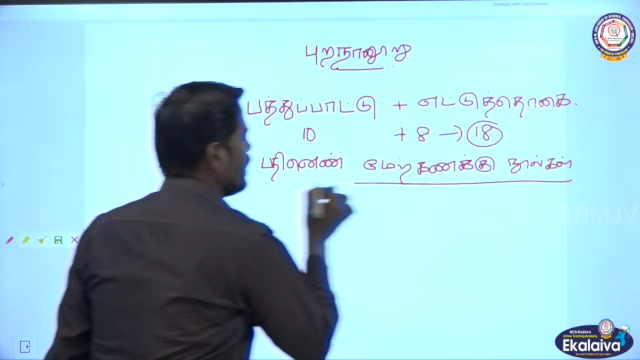 புறநானூறு
பத்துப்பாட்டு + எட்டுத்தொகை.
10 + 8 → 18
பதினெண் மேற்கணக்கு நூல்கள்
Ekalaiva